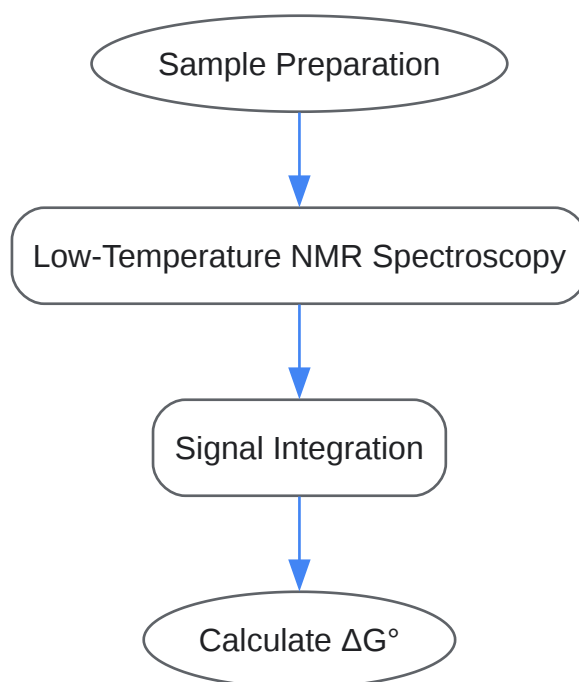 Sample Preparation
Low-Temperature NMR Spectroscopy
Signal Integration
Calculate ΔG°